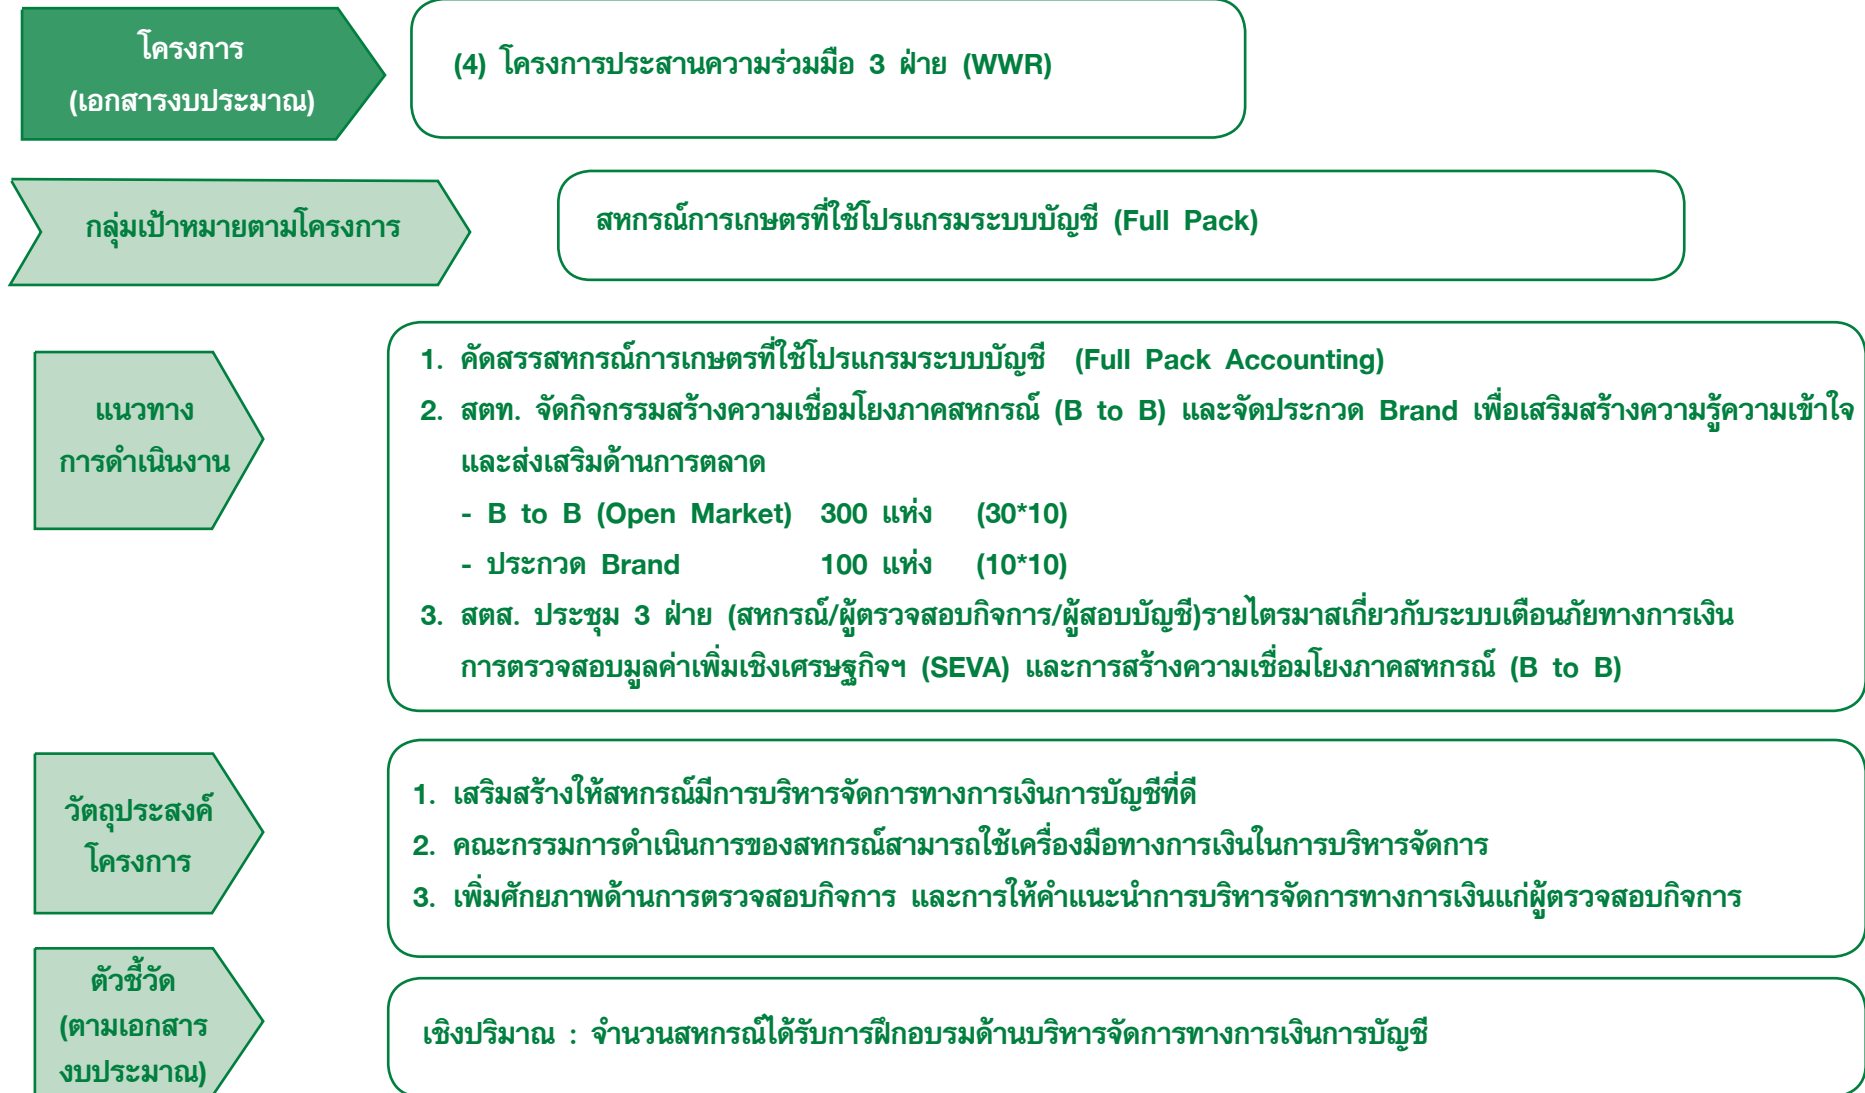 โครงการ
(เอกสารงบประมาณ)
(4) โครงการประสานความร่วมมือ 3 ฝ่าย (WWR)
กลุ่มเป้าหมายตามโครงการ
สหกรณ์การเกษตรที่ใช้โปรแกรมระบบบัญชี (Full Pack)
แนวทาง
การดำเนินงาน
1. คัดสรรสหกรณ์การเกษตรที่ใช้โปรแกรมระบบบัญชี (Full Pack Accounting)
2. สตท. จัดกิจกรรมสร้างความเชื่อมโยงภาคสหกรณ์ (B to B) และจัดประกวด Brand เพื่อเสริมสร้างความรู้ความเข้าใจ
และส่งเสริมด้านการตลาด
- B to B (Open Market) 300 แห่ง (30*10)
- ประกวด Brand 100 แห่ง (10*10)
3. สตส. ประชุม 3 ฝ่าย (สหกรณ์/ผู้ตรวจสอบกิจการ/ผู้สอบบัญชี)รายไตรมาสเกี่ยวกับระบบเตือนภัยทางการเงิน
การตรวจสอบมูลค่าเพิ่มเชิงเศรษฐกิจฯ (SEVA) และการสร้างความเชื่อมโยงภาคสหกรณ์ (B to B)
วัตถุประสงค์
โครงการ
1. เสริมสร้างให้สหกรณ์มีการบริหารจัดการทางการเงินการบัญชีที่ดี
2. คณะกรรมการดำเนินการของสหกรณ์สามารถใช้เครื่องมือทางการเงินในการบริหารจัดการ
3. เพิ่มศักยภาพด้านการตรวจสอบกิจการ และการให้คำแนะนำการบริหารจัดการทางการเงินแก่ผู้ตรวจสอบกิจการ
ตัวชี้วัด
(ตามเอกสาร
งบประมาณ)
เชิงปริมาณ : จำนวนสหกรณ์ได้รับการฝึกอบรมด้านบริหารจัดการทางการเงินการบัญชี